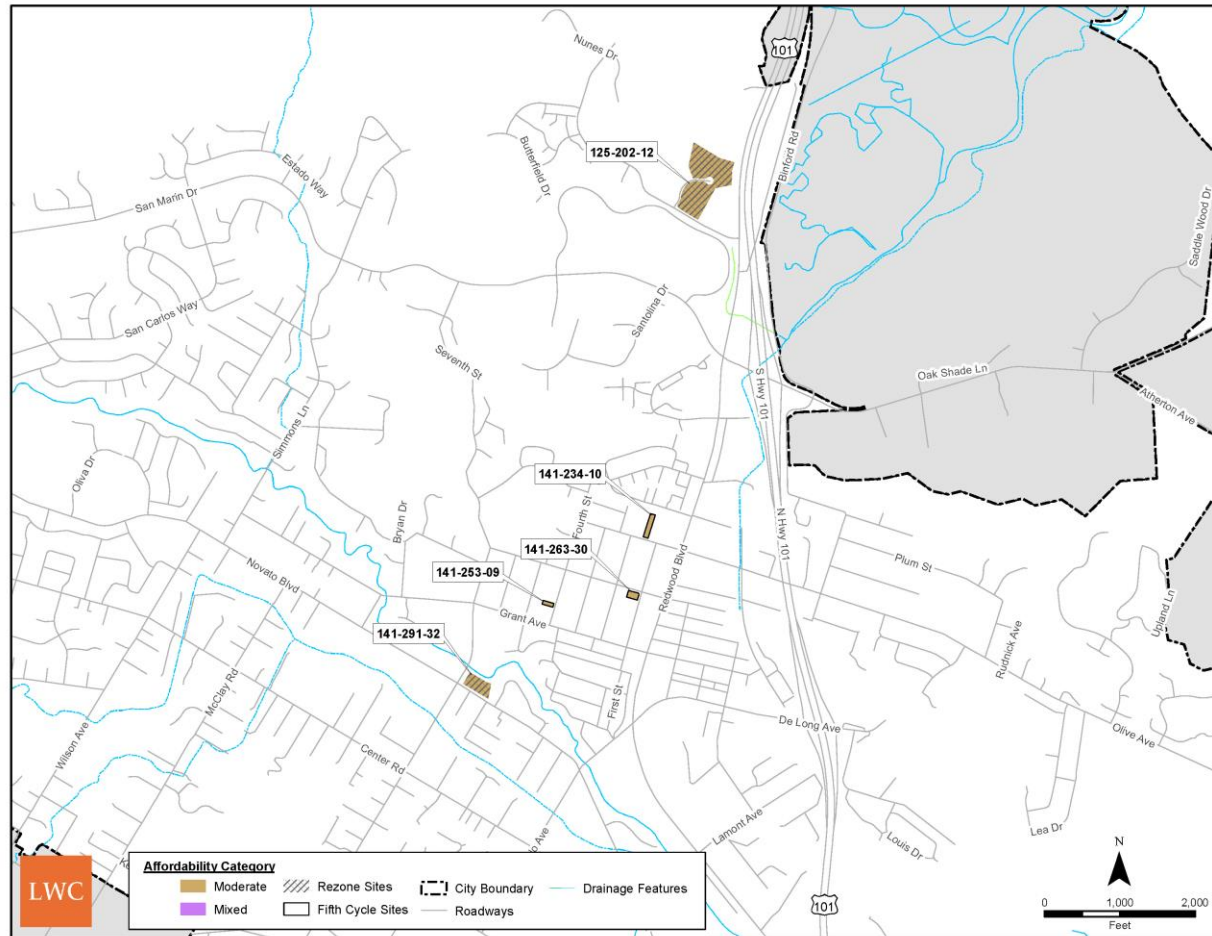 101
Nunes Dr
Butterfield Dr
125-202-12
Binford Rd
Estado Way
San Marin Dr
Saddle Wood Dr
San Carlos Way
Santolina Dr
Seventh St
Oak Shade Ln
S Hwy 101
Atherton Ave
Simmons Ln
Oliva Dr
141-234-10
Fourth St
Bryan Dr
N Hwy 101
141-263-30
Plum St
Novato Blvd
141-253-09
Redwood Blvd
Grant Ave
Upland Ln
141-291-32
Rudnick Ave
McClay Rd
First St
De Long Ave
Olive Ave
Wilson Ave
Center Rd
Lamont Ave
Louis Dr
Lea Dr
Ave
101
LWC
Affordability Category
Moderate
Rezone Sites
City Boundary
Drainage Features
Mixed
Fifth Cycle Sites
Roadways
N
0 1,000 2,000
Feet